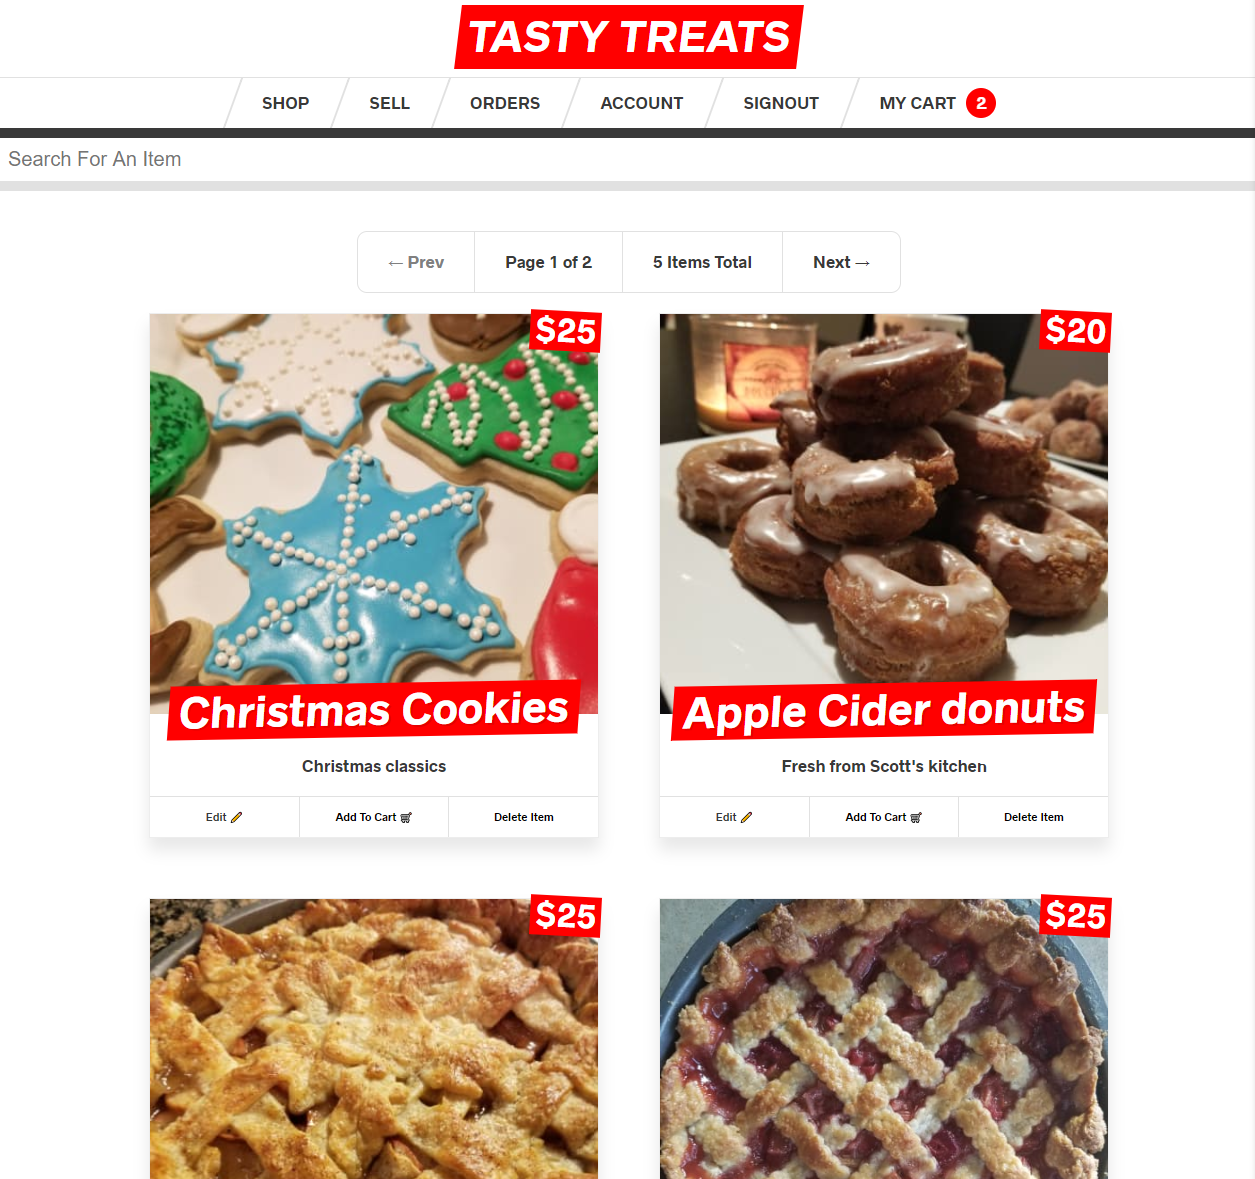 TASTY TREATS
SHOP SELL ORDERS ACCOUNT SIGNOUT MY CART 2
Search For An Item
← Prev Page 1 of 2 5 Items Total Next →
$25 $20
Christmas Cookies Apple Cider donuts
Christmas classics Fresh from Scott's kitchen
Edit Add To Cart Delete Item Edit Add To Cart Delete Item
$25 $25